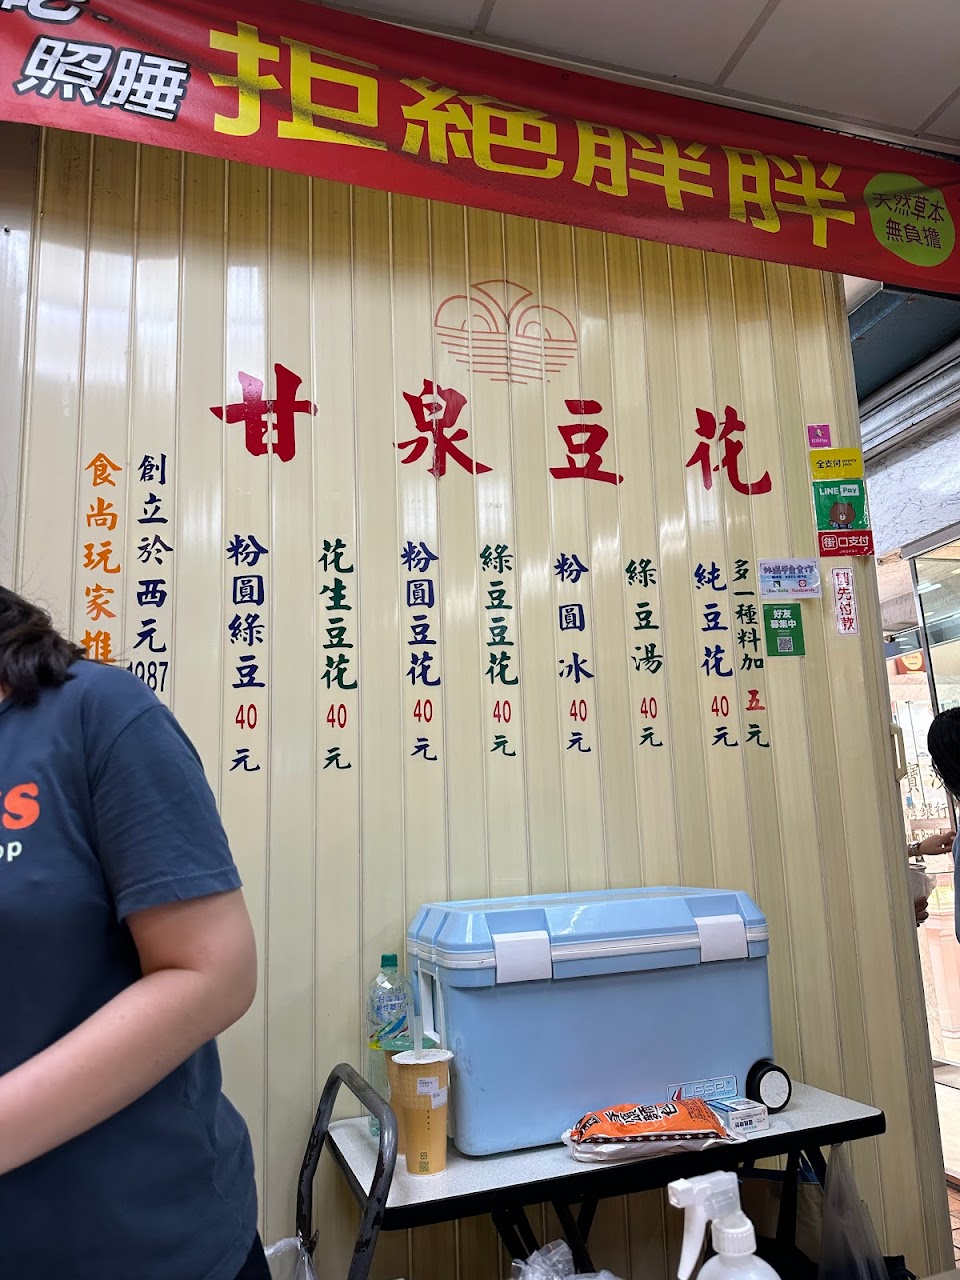 照睡
拒絕胖胖
天然草本
無負擔
甘泉豆花
多一種料加五元
純豆花40元
綠豆湯40元
粉圓冰40元
綠豆豆花40元
粉圓豆花40元
花生豆花40元
粉圓綠豆40元
創立於西元1987
食尚玩家推
全支付
LINE Pay
街口支付
請先付款
好友
募集中